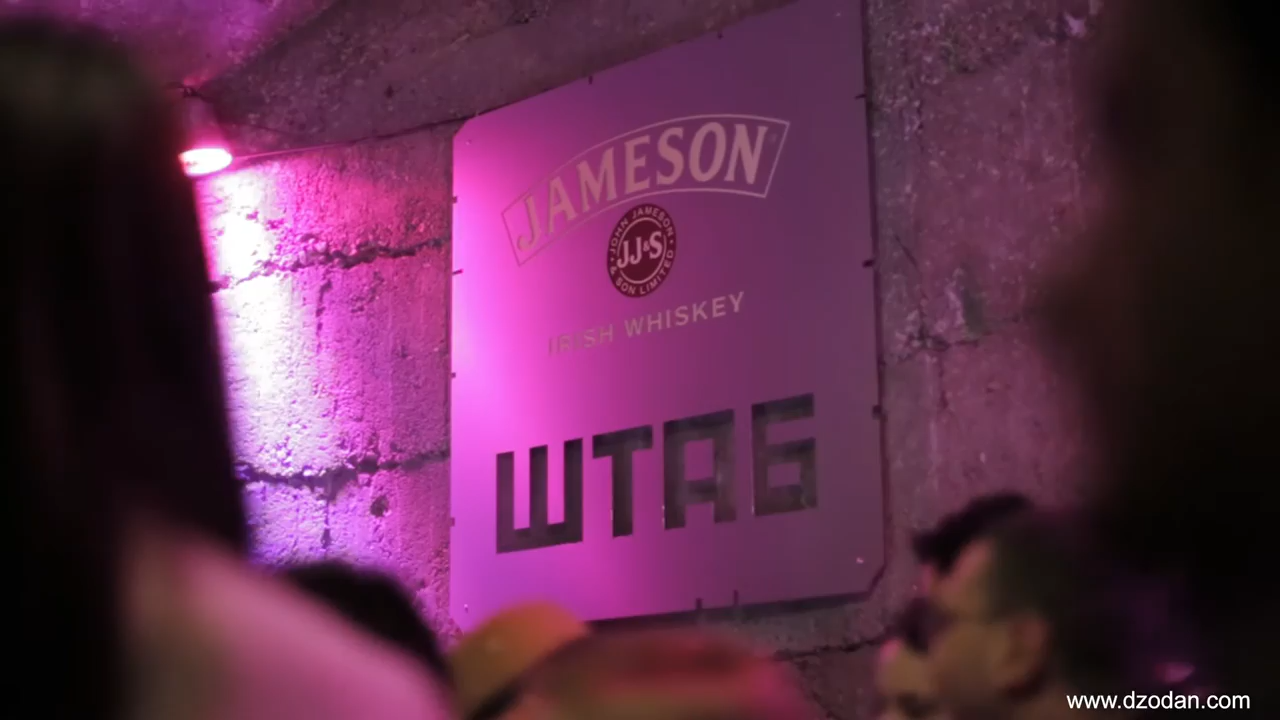 JAMESON
JOHN JAMESON
JJ&S
& SON LIMITED
IRISH WHISKEY
ШТАБ
www.dzodan.com